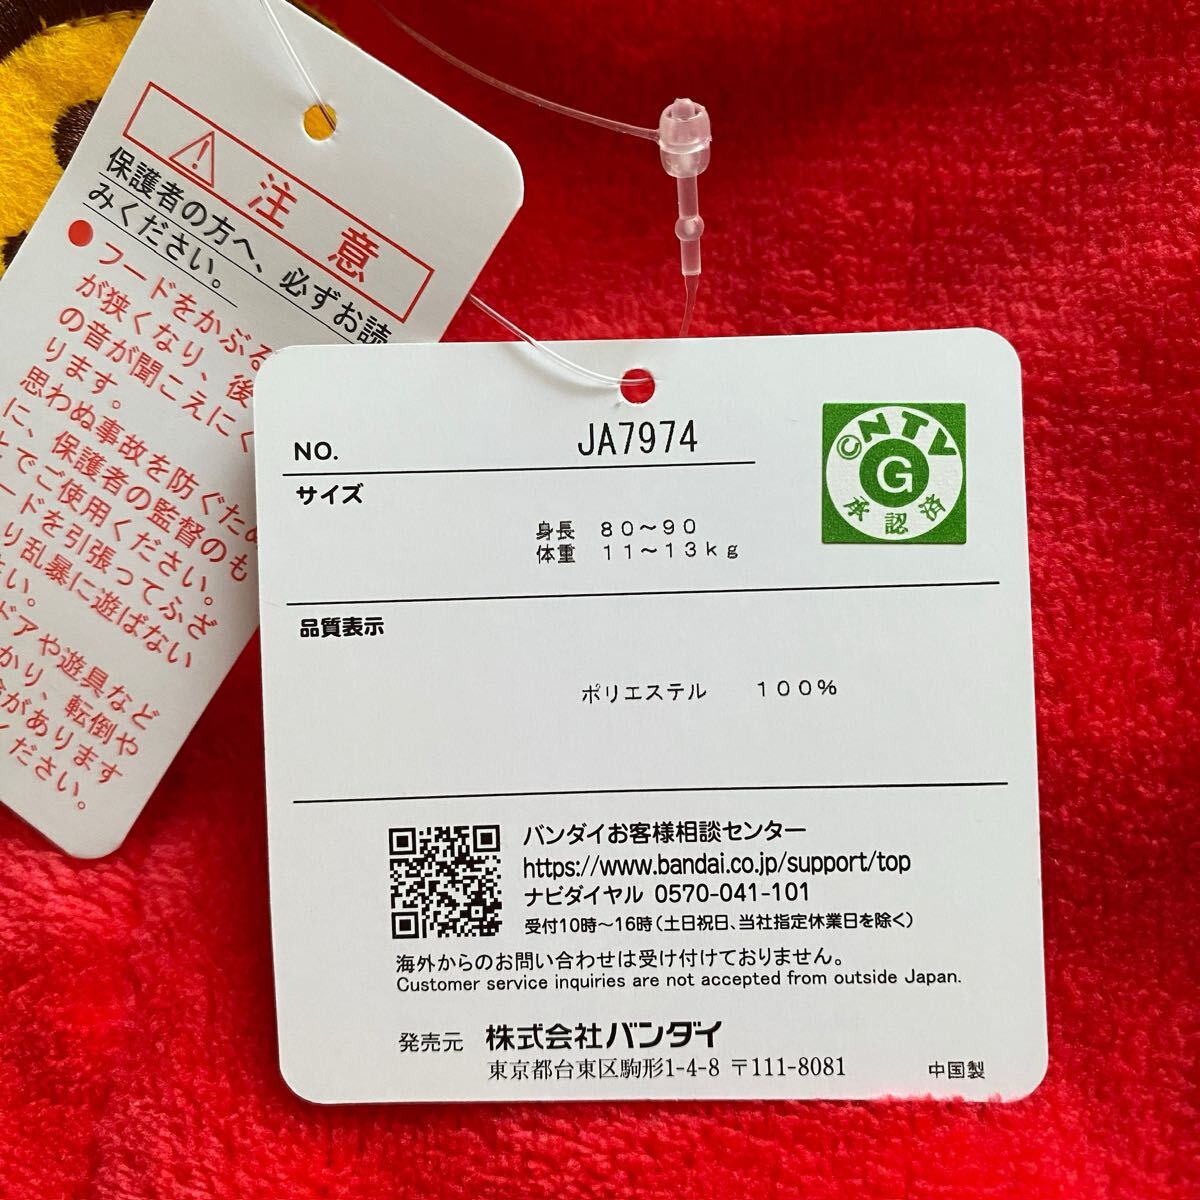 注 意
保護者の方へ、必ずお読
みください。
●フードをかぶる
が狭くなり、後
の音が聞こえにく
ります。
思わぬ事故を防ぐため
に、保護者の監督のも
とでご使用ください。
ードを引張ってふざ
り乱暴に遊ばない
さい。
ドアや遊具など
かり、転倒や
があります
ください。
NO. JA7974
サイズ
身長 80〜90
体重 11〜13kg
©NTV
G
承認済
品質表示
ポリエステル 100%
バンダイお客様相談センター
https://www.bandai.co.jp/support/top
ナビダイヤル 0570-041-101
受付10時〜16時(土日祝日、当社指定休業日を除く)
海外からのお問い合わせは受け付けておりません。
Customer service inquiries are not accepted from outside Japan.
発売元 株式会社バンダイ
東京都台東区駒形1-4-8 〒111-8081
中国製